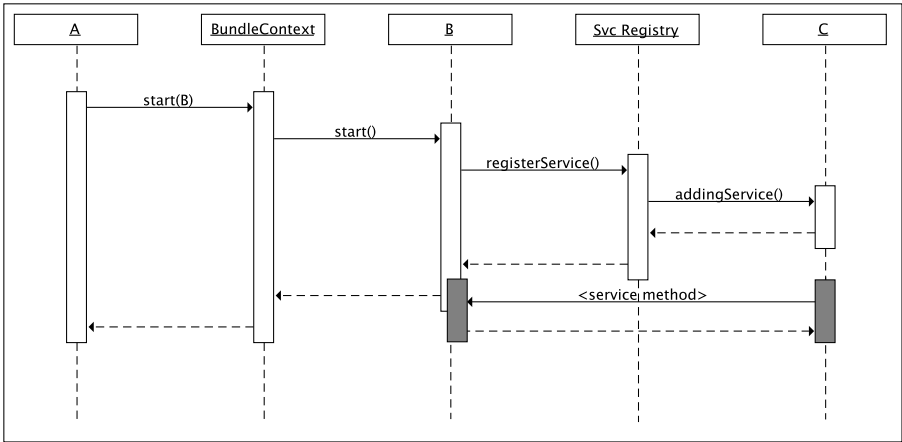 A
BundleContext
B
Svc Registry
C
start(B)
start()
registerService()
addingService()
<service method>